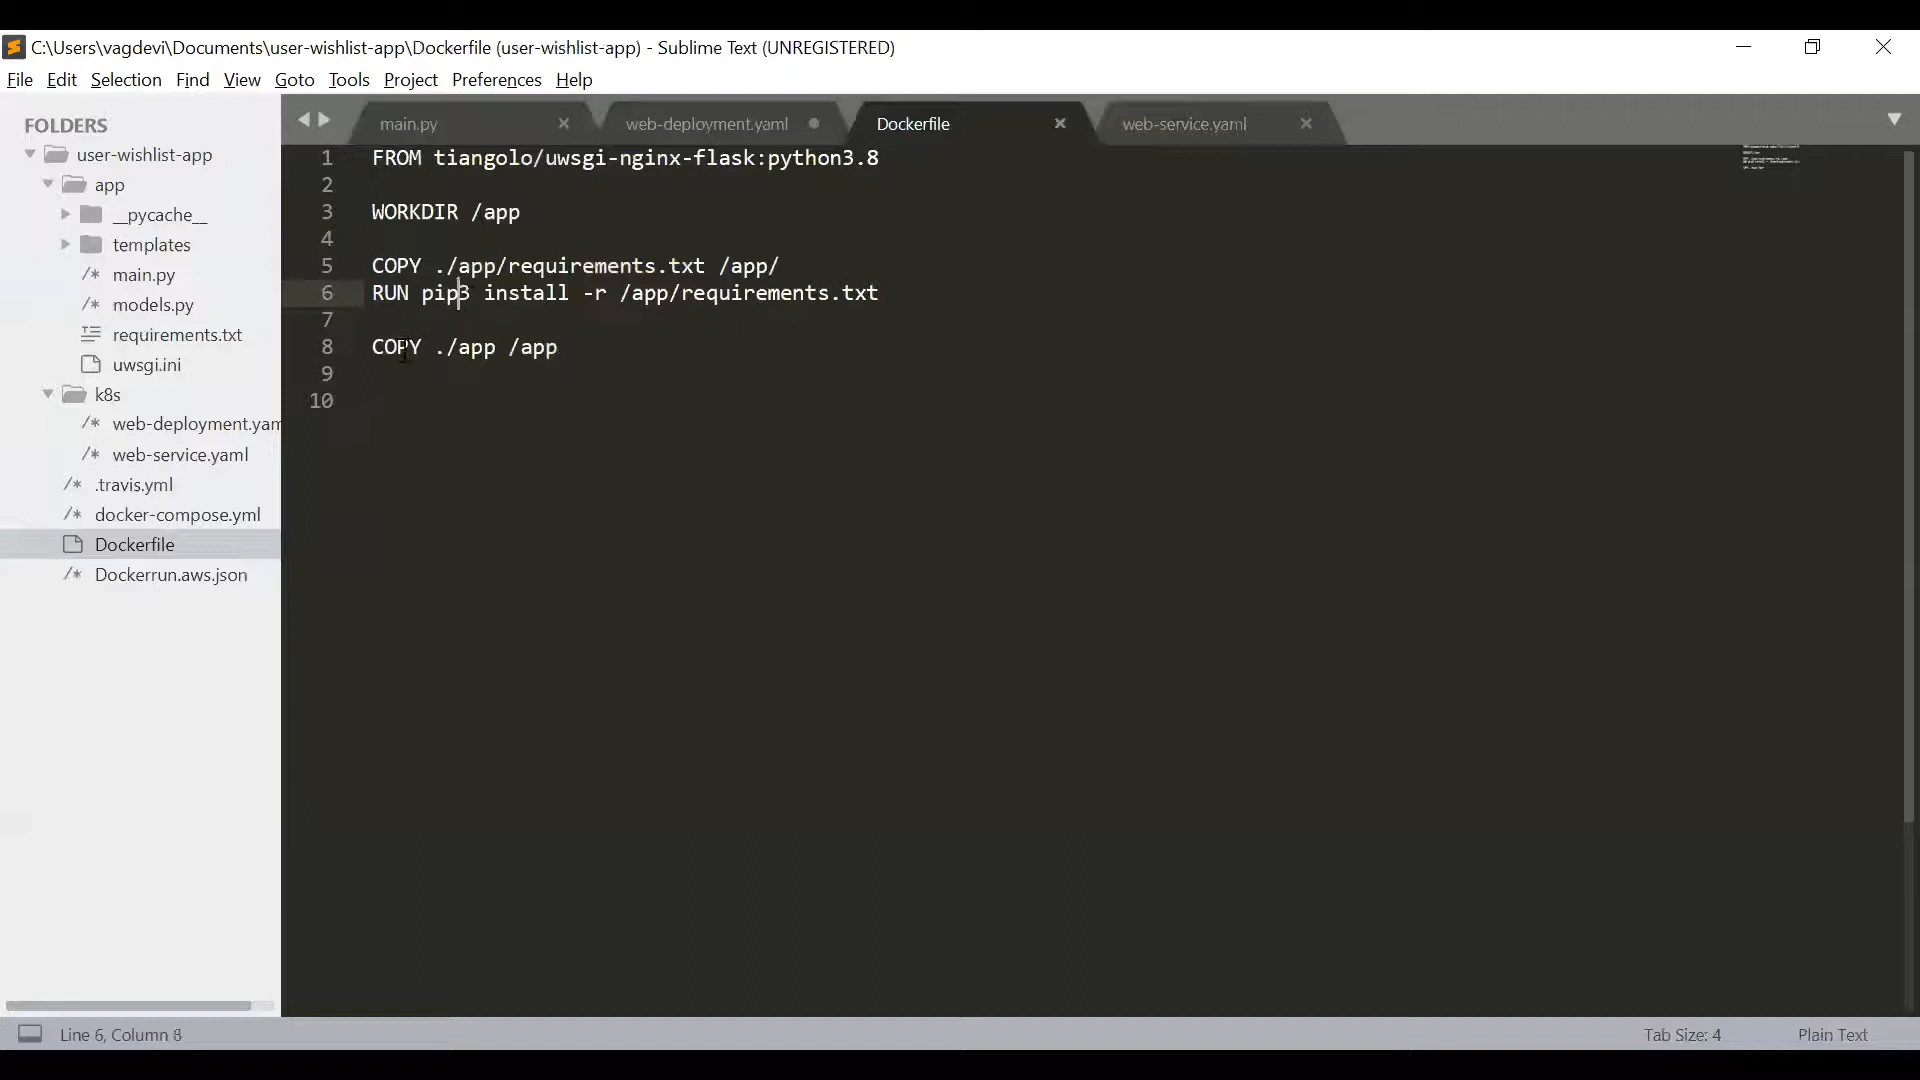 C:\Users\vagdevi\Documents\user-wishlist-app\Dockerfile (user-wishlist-app) - Sublime Text (UNREGISTERED)
File Edit Selection Find View Goto Tools Project Preferences Help
FOLDERS
user-wishlist-app
app
__pycache__
templates
/* main.py
/* models.py
requirements.txt
uwsgi.ini
k8s
/* web-deployment.yam
/* web-service.yaml
/* .travis.yml
/* docker-compose.yml
Dockerfile
/* Dockerrun.aws.json
main.py web-deployment.yaml Dockerfile web-service.yaml
1 FROM tiangolo/uwsgi-nginx-flask:python3.8
2
3 WORKDIR /app
4
5 COPY ./app/requirements.txt /app/
6 RUN pip3 install -r /app/requirements.txt
7
8 COPY ./app /app
9
10
Line 6, Column 8 Tab Size: 4 Plain Text